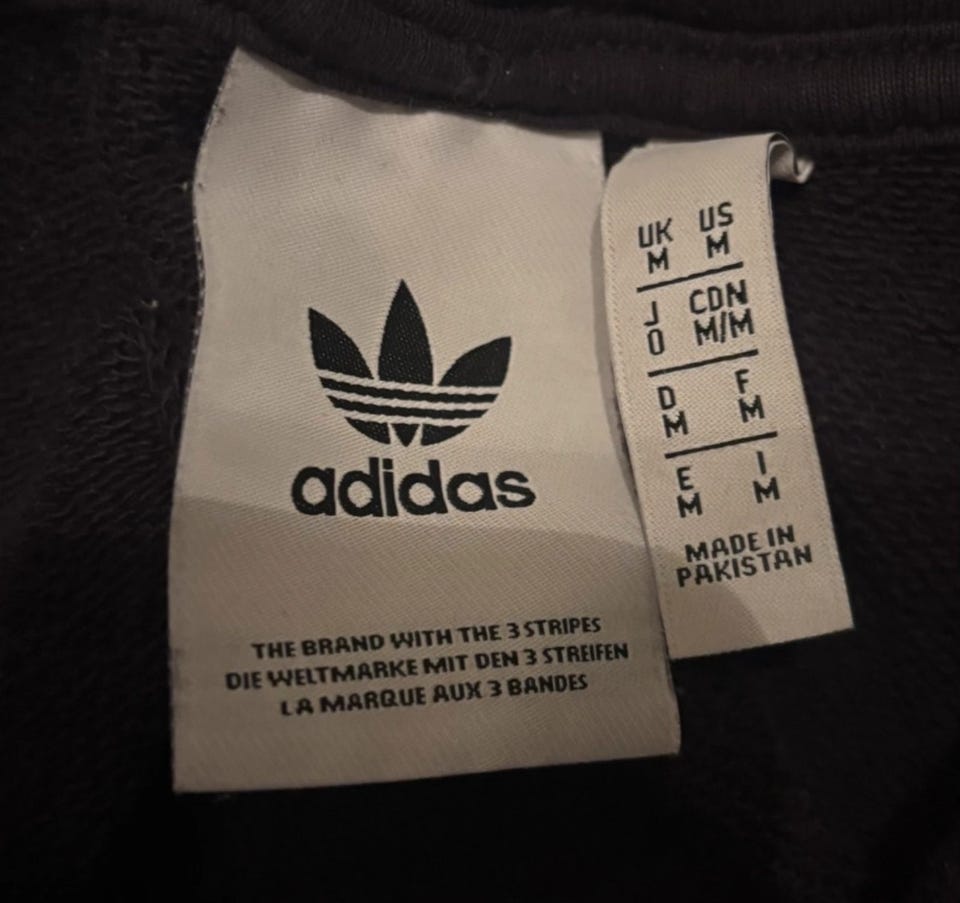 adidas
THE BRAND WITH THE 3 STRIPES
DIE WELTMARKE MIT DEN 3 STREIFEN
LA MARQUE AUX 3 BANDES
UK US
M M
J CDN
O M/M
D F
M M
E I
M M
MADE IN
PAKISTAN